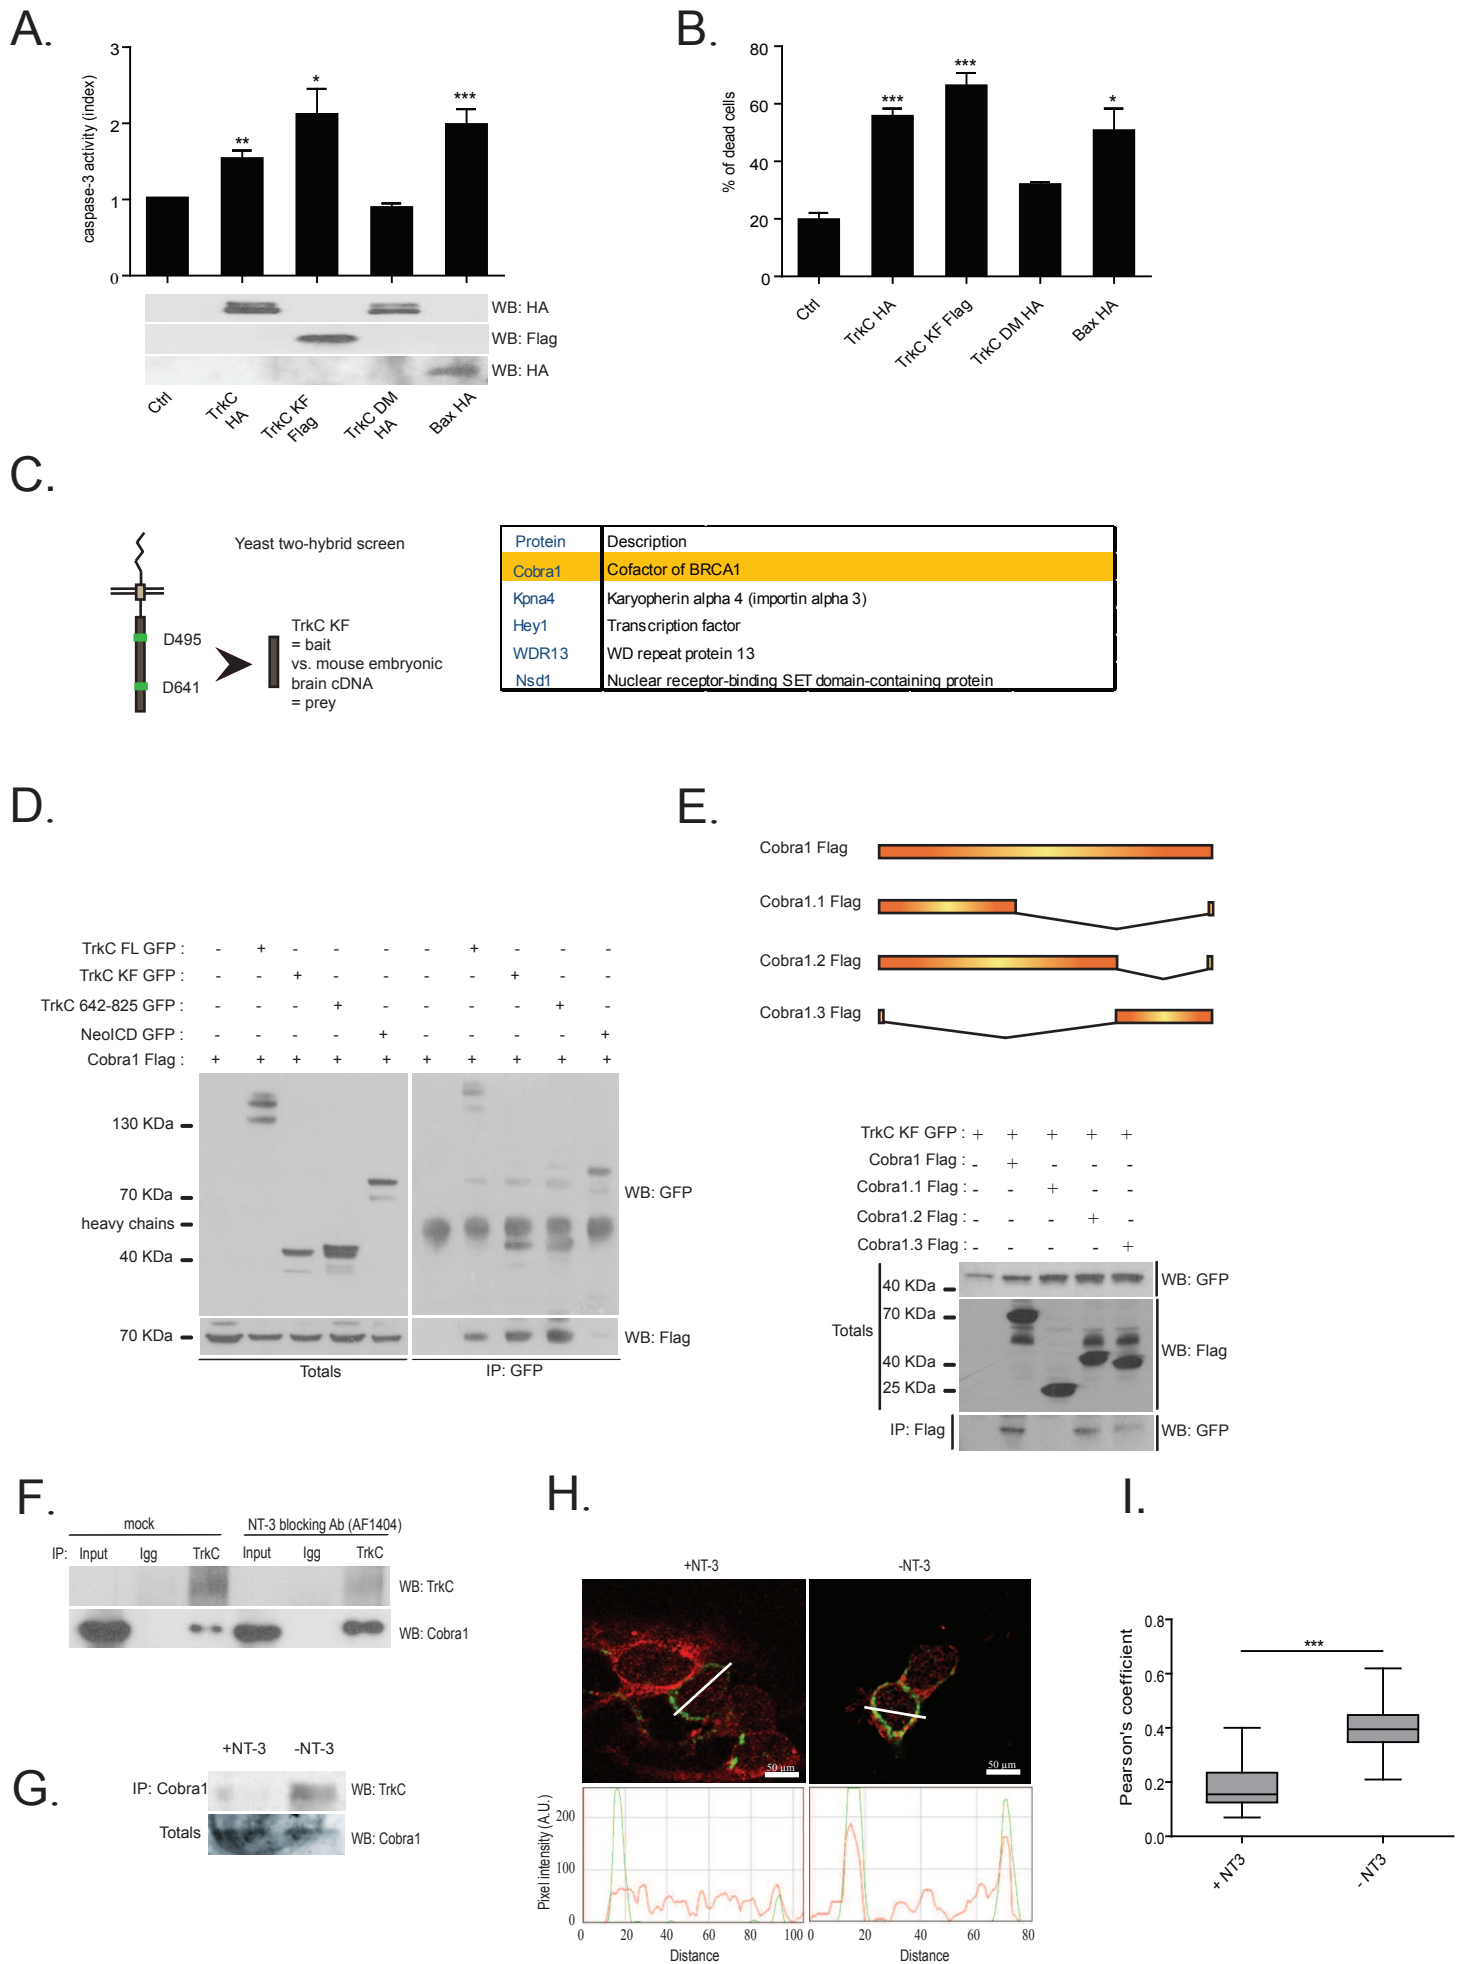 A.
3
2
1
0
caspase-3 activity (index)
**
*
***
WB: HA
WB: Flag
WB: HA
Ctrl
TrkC HA
TrkC KF Flag
TrkC DM HA
Bax HA
B.
80
60
40
20
0
% of dead cells
***
***
*
Ctrl
TrkC HA
TrkC KF Flag
TrkC DM HA
Bax HA
C.
Yeast two-hybrid screen
D495
D641
TrkC KF
= bait
vs. mouse embryonic
brain cDNA
= prey
Protein Description
Cobra1 Cofactor of BRCA1
Kpna4 Karyopherin alpha 4 (importin alpha 3)
Hey1 Transcription factor
WDR13 WD repeat protein 13
Nsd1 Nuclear receptor-binding SET domain-containing protein
D.
TrkC FL GFP : - + - - - - + - - -
TrkC KF GFP : - - + - - - - + - -
TrkC 642-825 GFP : - - - + - - - - + -
NeoICD GFP : - - - - + - - - - +
Cobra1 Flag : + + + + + + + + + +
130 KDa
70 KDa
heavy chains
40 KDa
WB: GFP
70 KDa
WB: Flag
Totals
IP: GFP
E.
Cobra1 Flag
Cobra1.1 Flag
Cobra1.2 Flag
Cobra1.3 Flag
TrkC KF GFP : + + + + +
Cobra1 Flag : - + - - -
Cobra1.1 Flag : - - + - -
Cobra1.2 Flag : - - - + -
Cobra1.3 Flag : - - - - +
40 KDa
WB: GFP
Totals
70 KDa
40 KDa
25 KDa
WB: Flag
IP: Flag
WB: GFP
F.
mock
NT-3 blocking Ab (AF1404)
IP: Input Igg TrkC Input Igg TrkC
WB: TrkC
WB: Cobra1
G.
+NT-3 -NT-3
IP: Cobra1
WB: TrkC
Totals
WB: Cobra1
H.
+NT-3
-NT-3
50 µm
50 µm
Pixel intensity (A.U.)
200
100
0
0 20 40 60 80 100
Distance
0 20 40 60 80
Distance
I.
Pearson's coefficient
0.8
0.6
0.4
0.2
0.0
***
+ NT3
- NT3